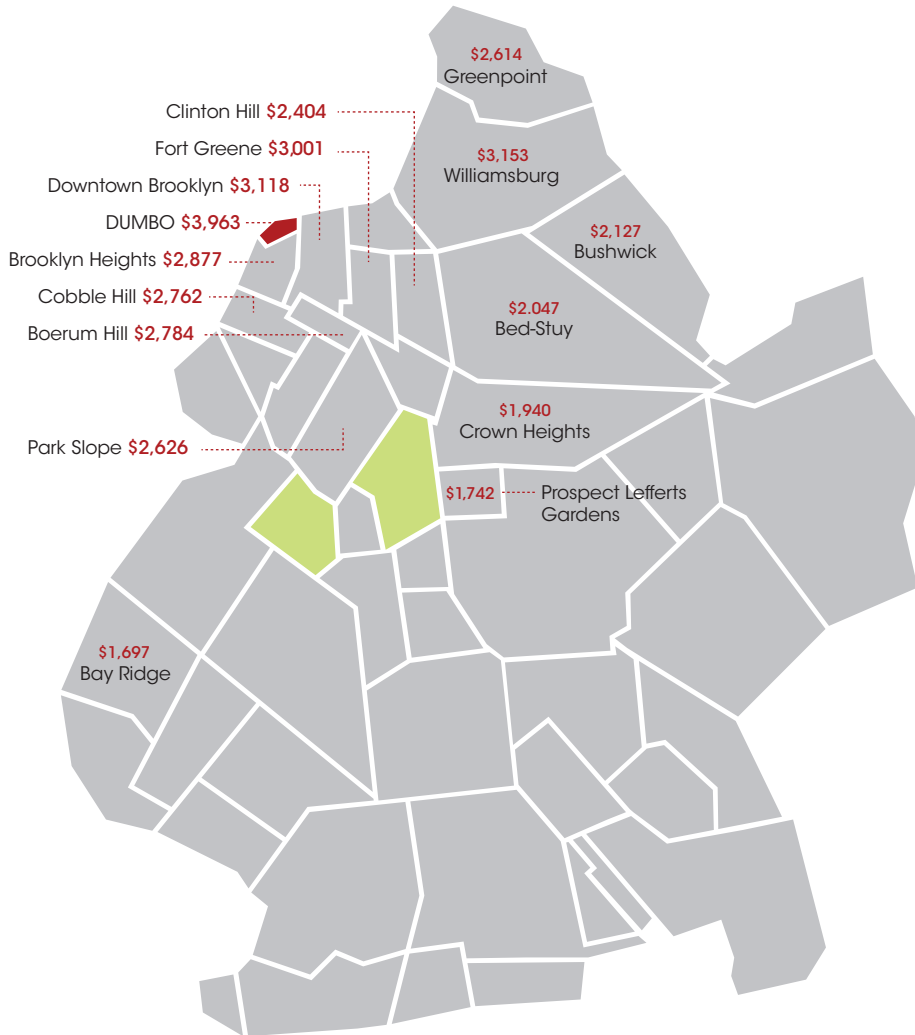 $2,614
Greenpoint
Clinton Hill $2,404
Fort Greene $3,001
$3,153
Williamsburg
Downtown Brooklyn $3,118
DUMBO $3,963
$2,127
Bushwick
Brooklyn Heights $2,877
Cobble Hill $2,762
$2.047
Bed-Stuy
Boerum Hill $2,784
$1,940
Crown Heights
Park Slope $2,626
$1,742
Prospect Lefferts
Gardens
$1,697
Bay Ridge